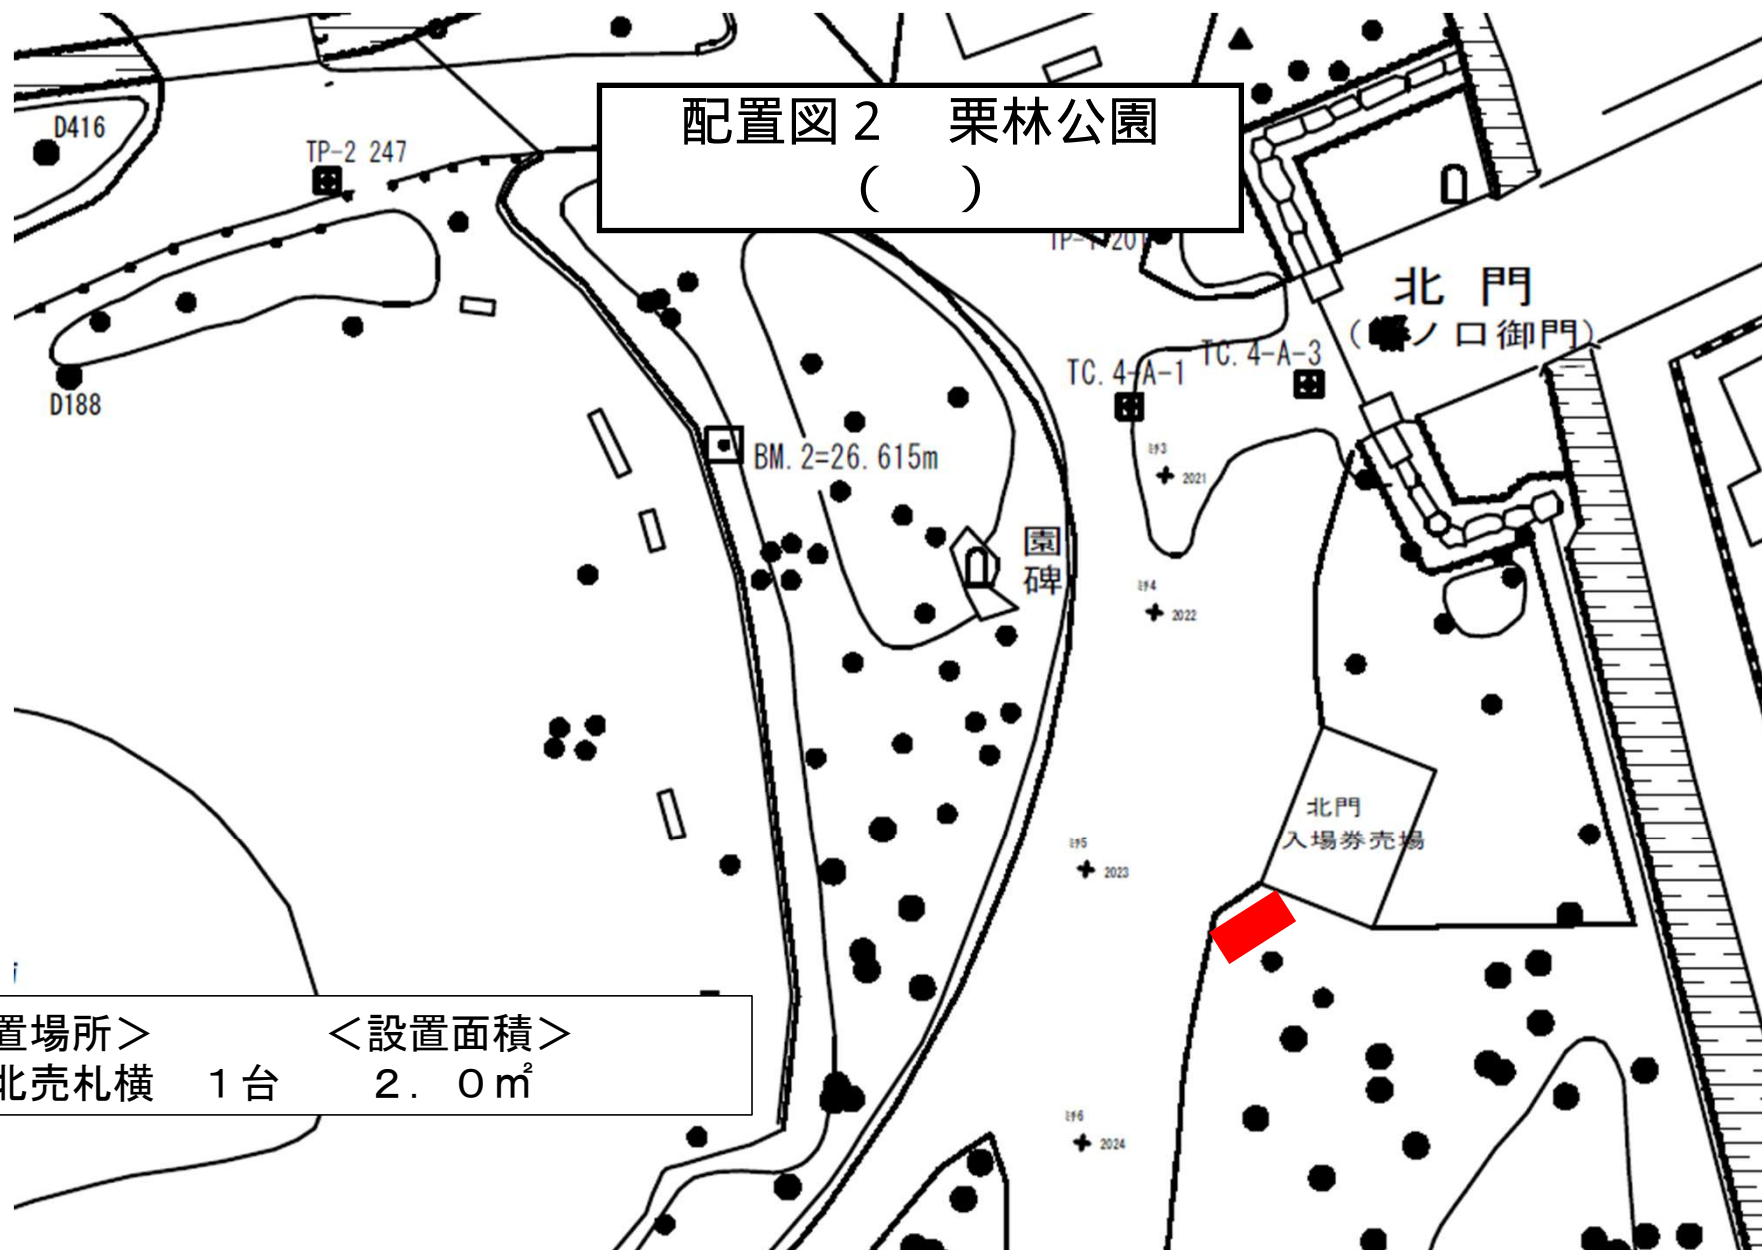 配置図２　栗林公園
（　　）
D416
TP-2 247
北 門
ノ口御門)
TC. 4-A-3
TC. 4-A-1
D188
BM. 2=26.615m
2021
園
碑
2022
北門
入場券売場
2023
置場所＞　　　　＜設置面積＞
北売札横　１台　　２．０㎡
2024